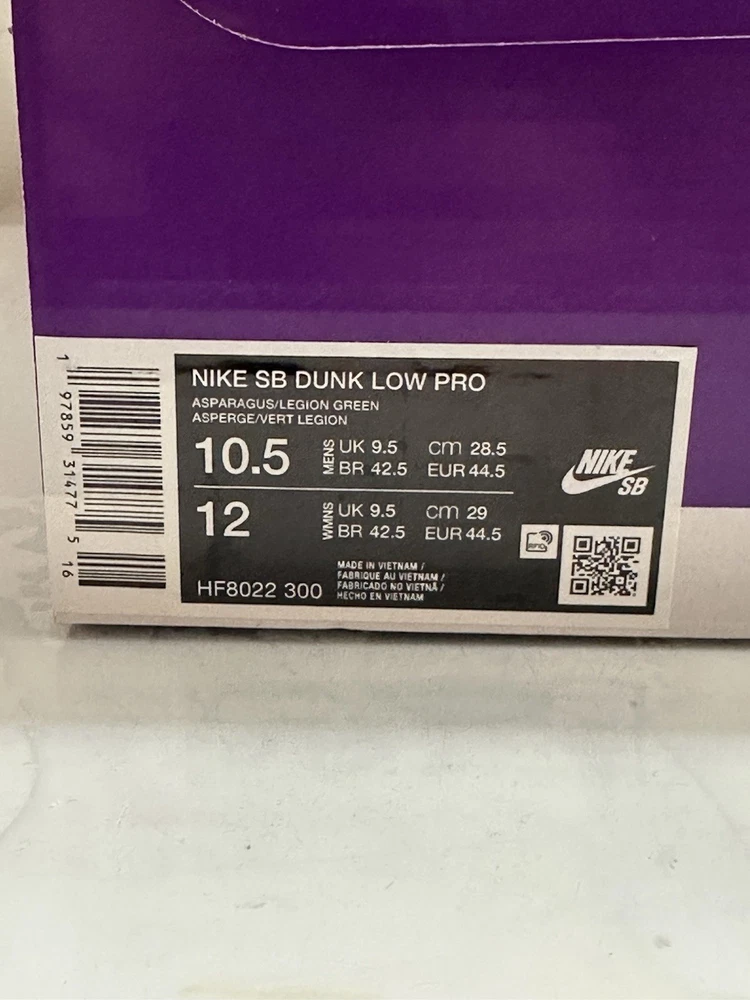 NIKE SB DUNK LOW PRO
ASPARAGUS/LEGION GREEN
ASPERGE/VERT LEGION
10.5
MENS
UK 9.5 cm 28.5
BR 42.5 EUR 44.5
12
WMNS
UK 9.5 cm 29
BR 42.5 EUR 44.5
HF8022 300
MADE IN VIETNAM /
FABRIQUE AU VIETNAM /
FABRICADO NO VIETNÃ /
HECHO EN VIETNAM
NIKE
SB
RFID
1 97859 31477 5 16